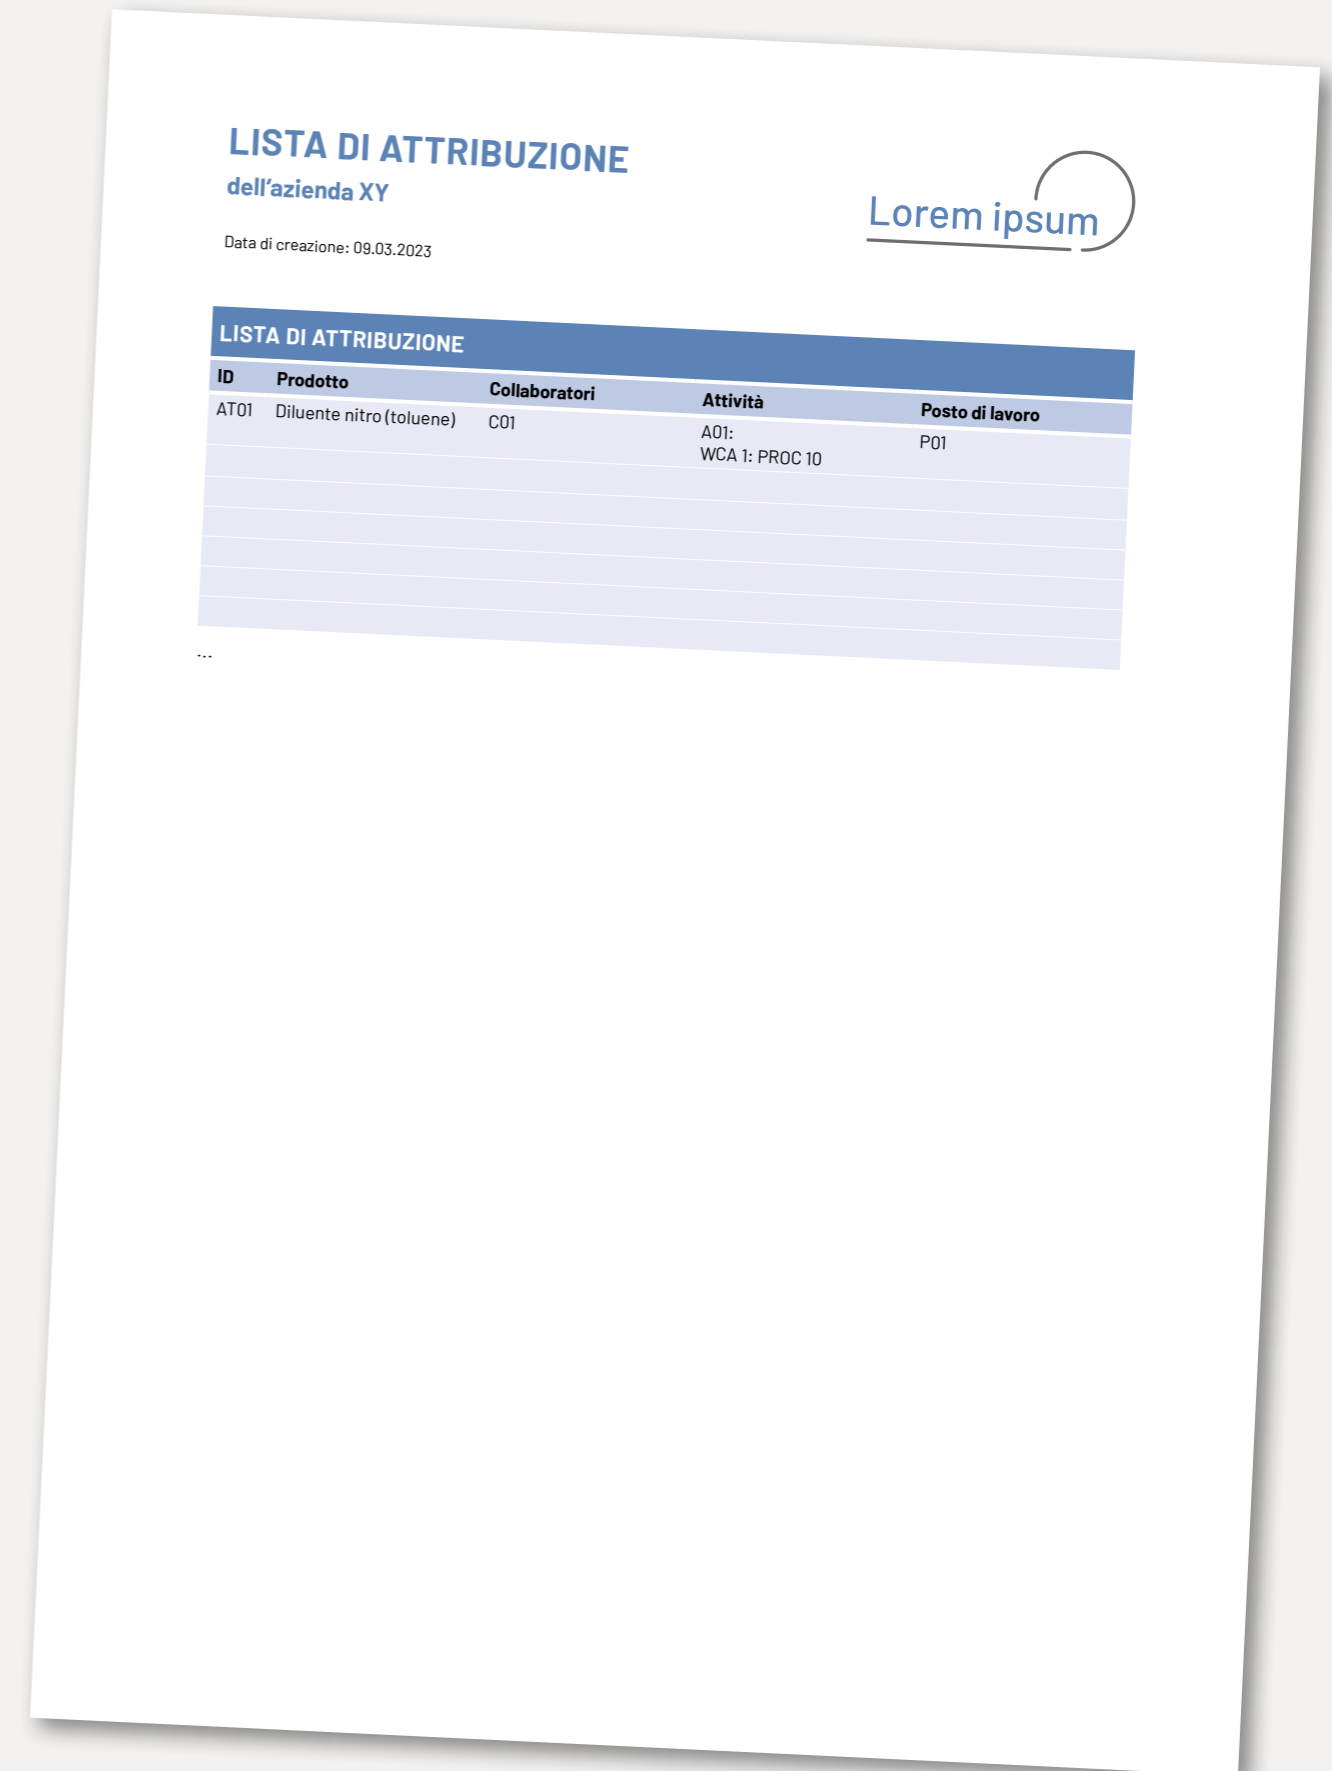 LISTA DI ATTRIBUZIONE
dell‘azienda XY
Data di creazione: 09.03.2023
Lorem ipsum
LISTA DI ATTRIBUZIONE
ID Prodotto Collaboratori Attività Posto di lavoro
AT01 Diluente nitro (toluene) C01 A01: P01
WCA 1: PROC 10
...